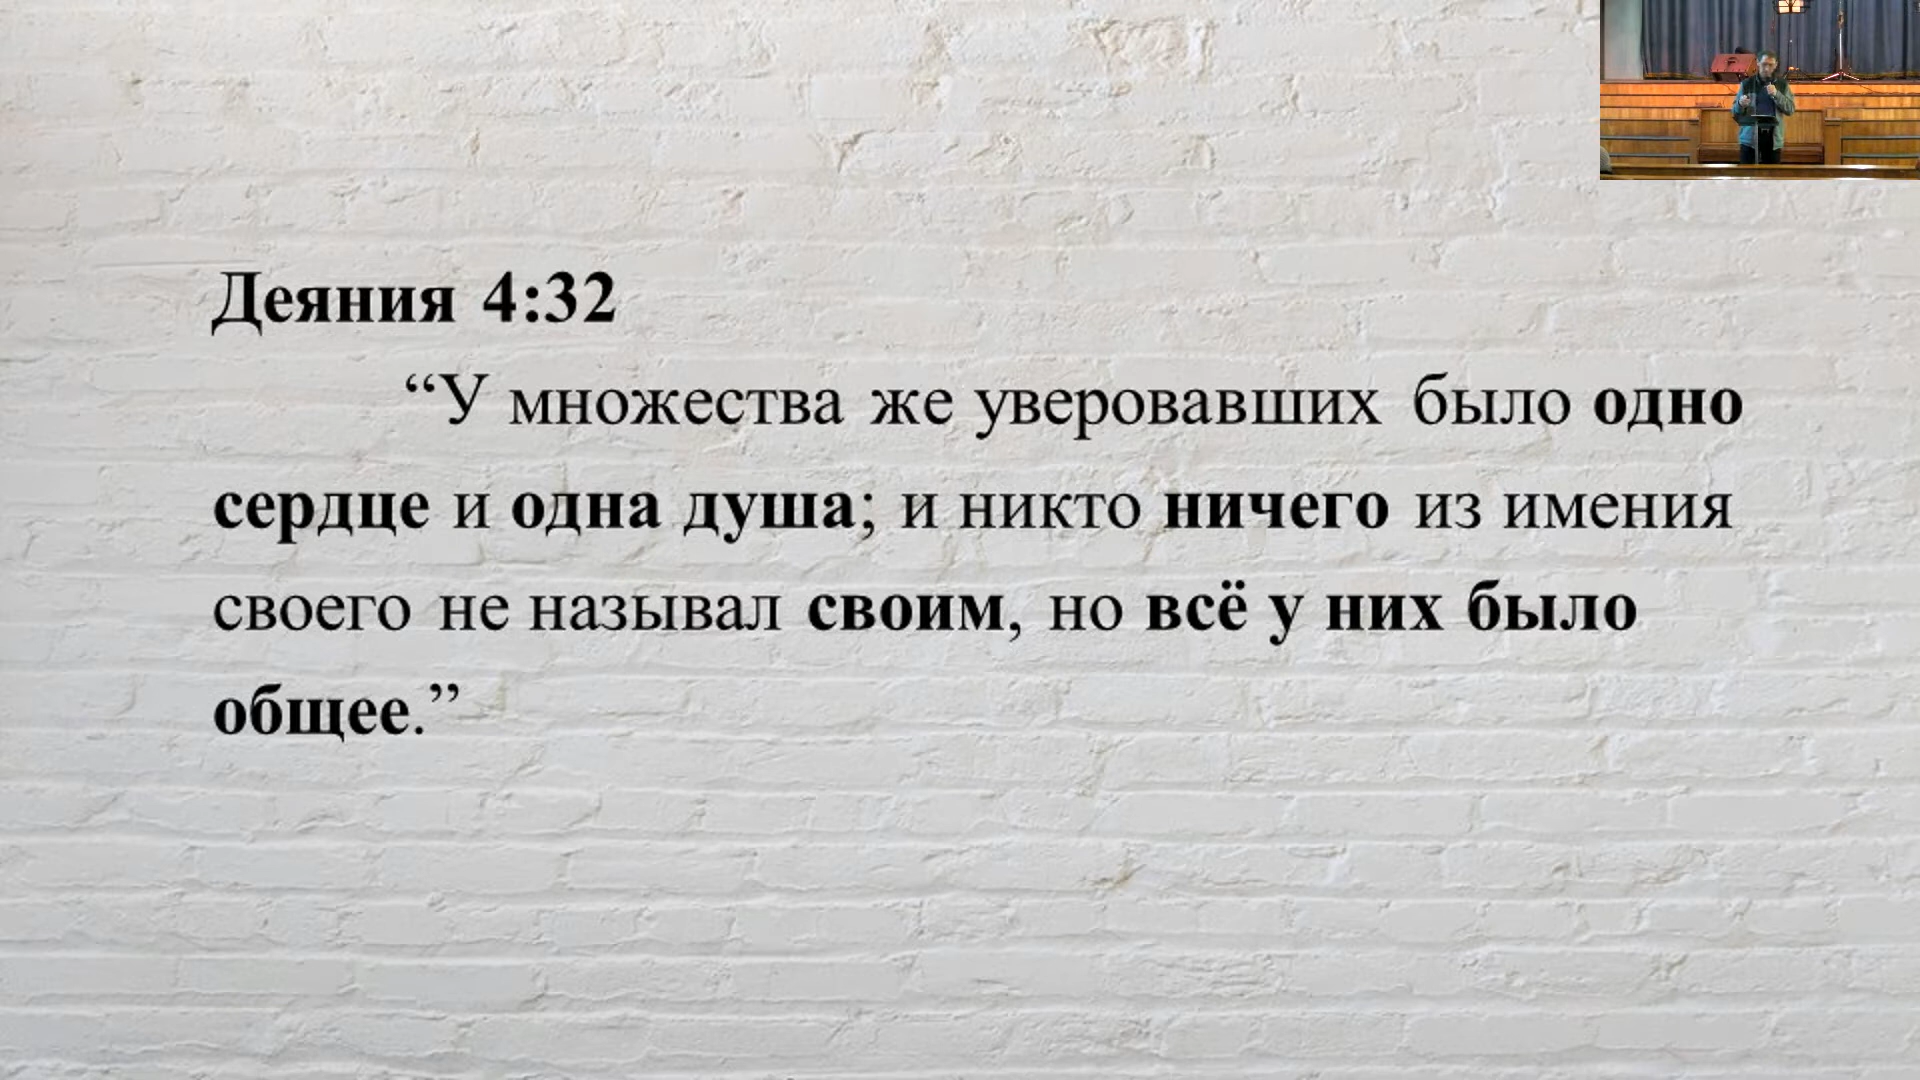 Деяния 4:32
“У множества же уверовавших было одно
сердце и одна душа; и никто ничего из имения
своего не называл своим, но всё у них было
общее.”